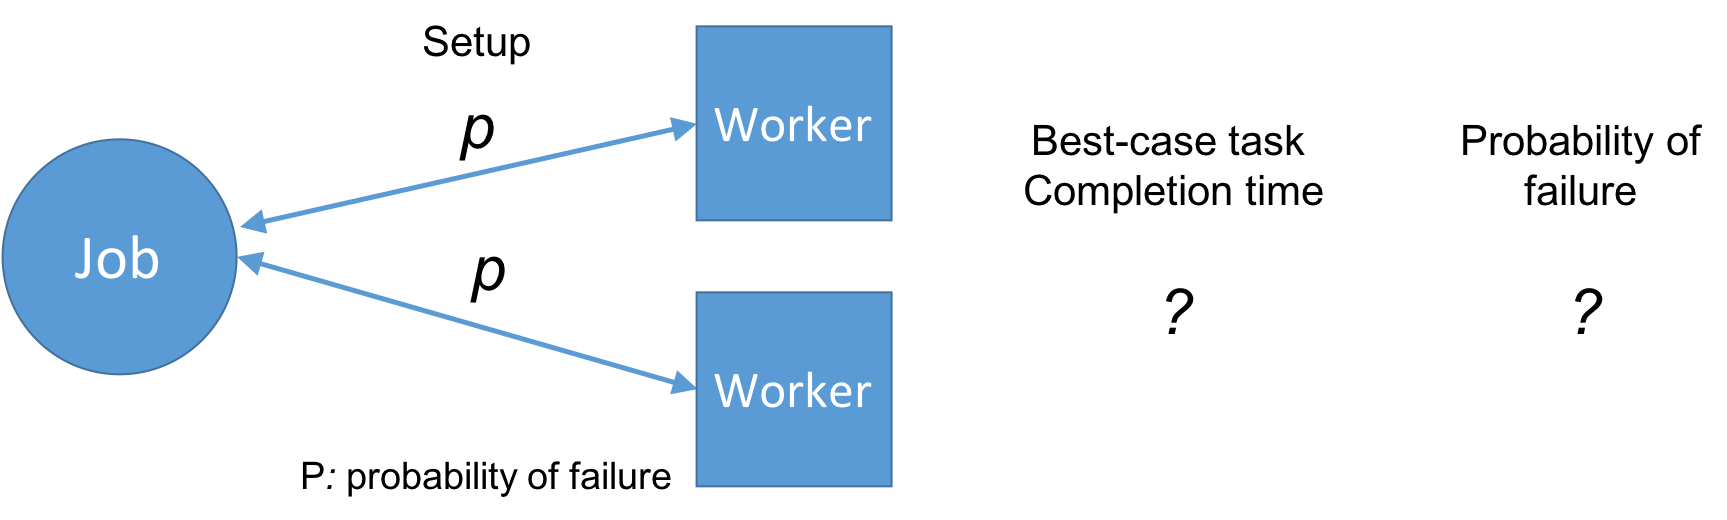 Setup
p
Worker
Job
p
Worker
P: probability of failure
Best-case task
Completion time
?
Probability of
failure
?